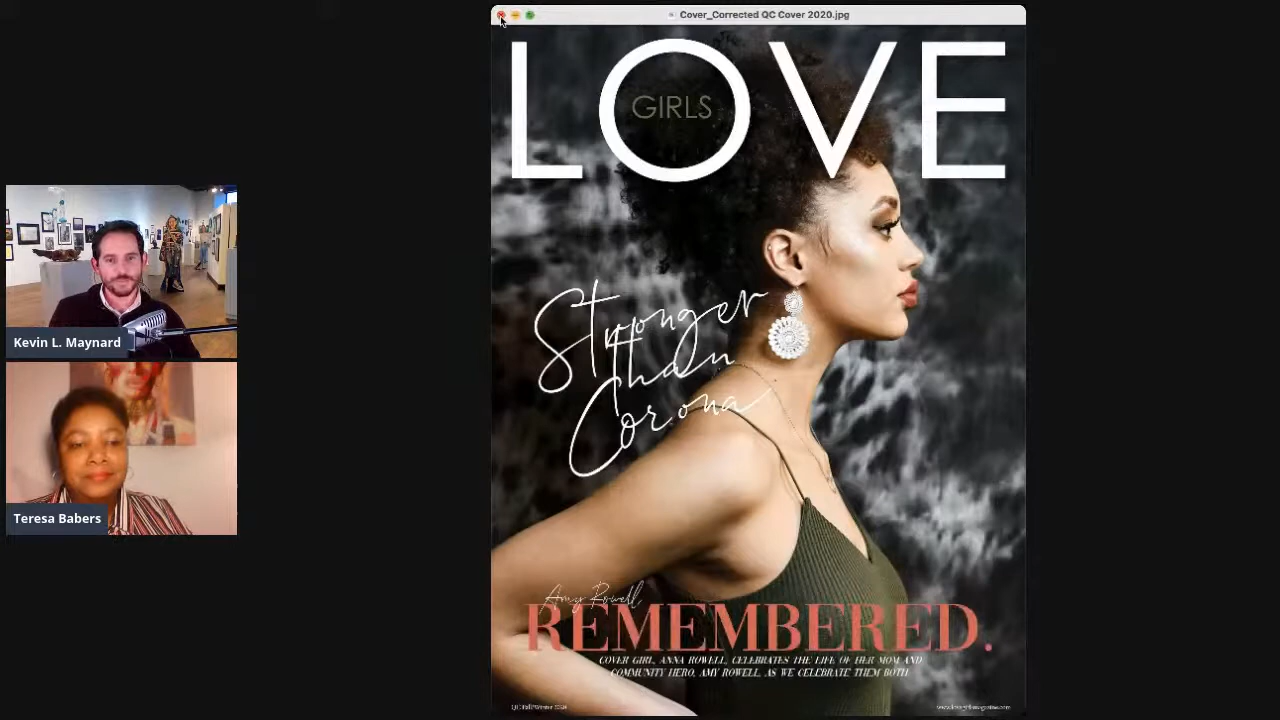 Cover_Corrected QC Cover 2020.jpg
LOVE
GIRLS
Stronger
than
Corona
Amy Rowell
REMEMBERED.
COVER GIRL, ANNA ROWELL, CELEBRATES THE LIFE OF HER MOM AND
COMMUNITY HERO, AMY ROWELL, AS WE CELEBRATE THEM BOTH
Kevin L. Maynard
Teresa Babers